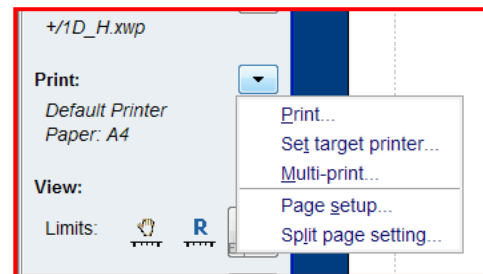 +/1D_H.xwp
Print:
Default Printer
Paper: A4
Print...
Set target printer...
Multi-print...
Page setup...
Split page setting...
View:
Limits:
R